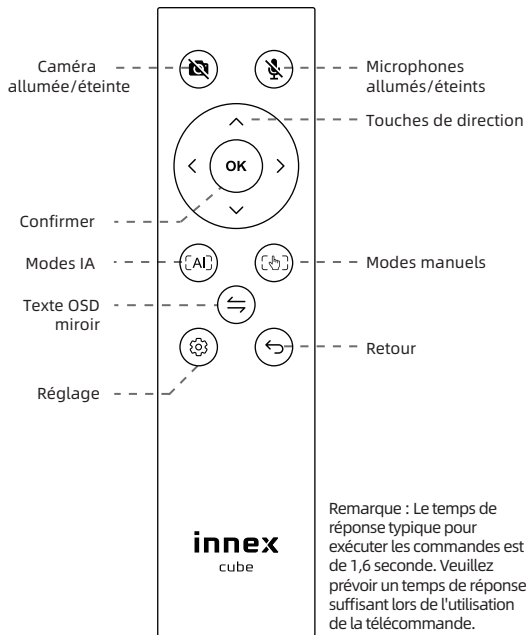 Caméra
allumée/éteinte
Microphones
allumés/éteints
Touches de direction
OK
Confirmer
Modes IA
[AI]
Modes manuels
Texte OSD
miroir
Retour
Réglage
innex
cube
Remarque : Le temps de
réponse typique pour
exécuter les commandes est
de 1,6 seconde. Veuillez
prévoir un temps de réponse
suffisant lors de l'utilisation
de la télécommande.